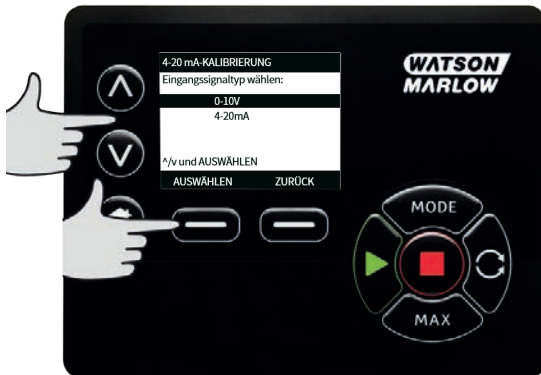 4-20 mA-KALIBRIERUNG
Eingangssignaltyp wählen:
0-10V
4-20mA
^/v und AUSWÄHLEN
AUSWÄHLEN ZURÜCK
WATSON
MARLOW
MODE
MAX